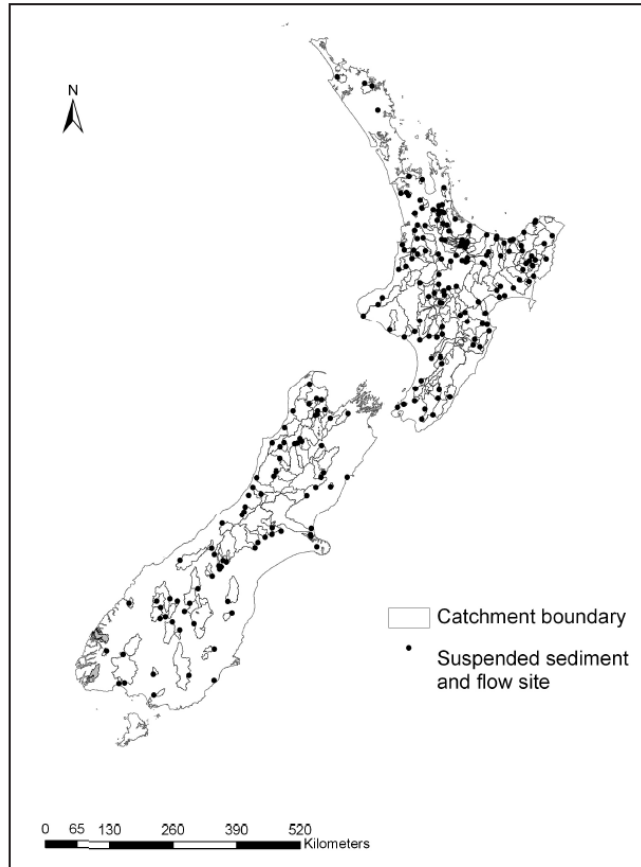 N
Catchment boundary
Suspended sediment
and flow site
0 65 130 260 390 520
Kilometers